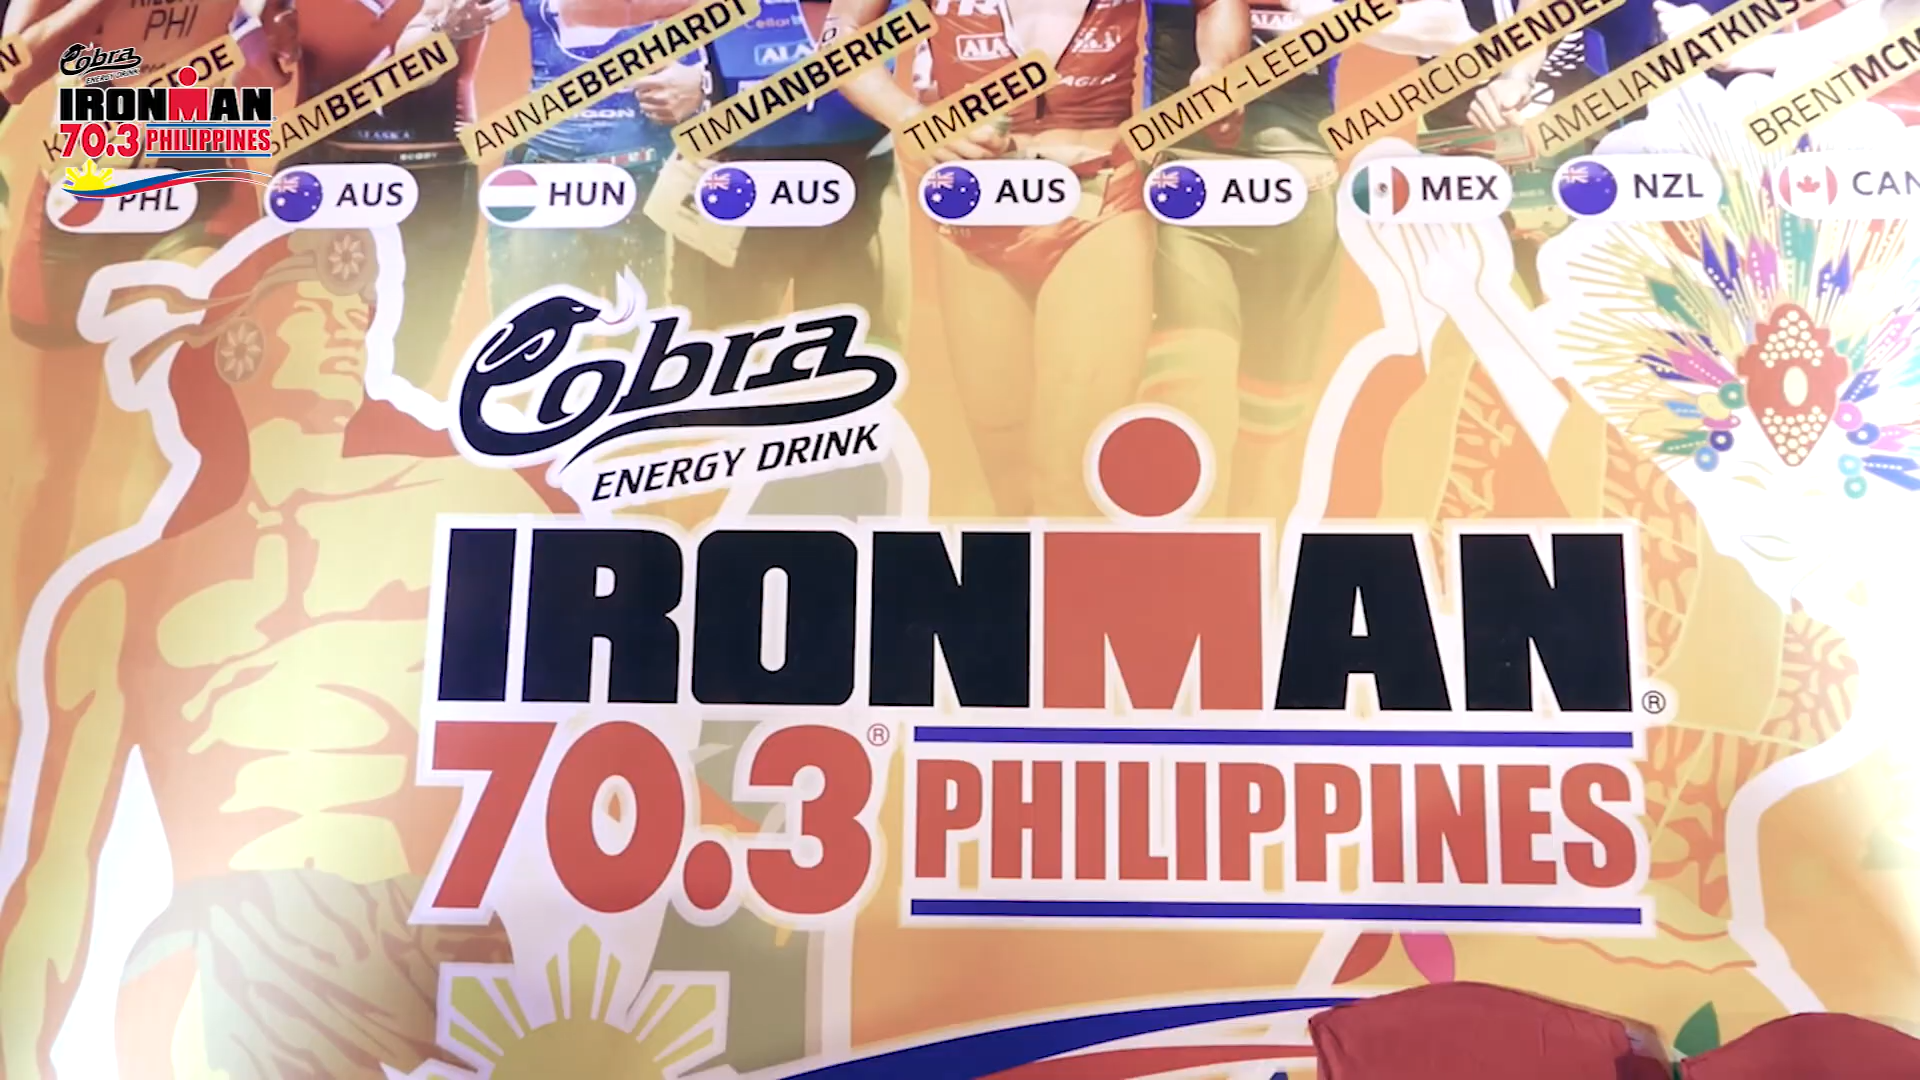 PHI
SAMBETTEN
ANNAEBERHARDT
TIMVANBERKEL
TIMREED
DIMITY-LEEDUKE
MAURICIOMENDE
AMELIAWATKINS
BRENTMCM
PHL
AUS
HUN
AUS
AUS
AUS
MEX
NZL
CAN
Cobra
ENERGY DRINK
IRONMAN
70.3 PHILIPPINES
Cobra
ENERGY DRINK
IRONMAN®
70.3® PHILIPPINES